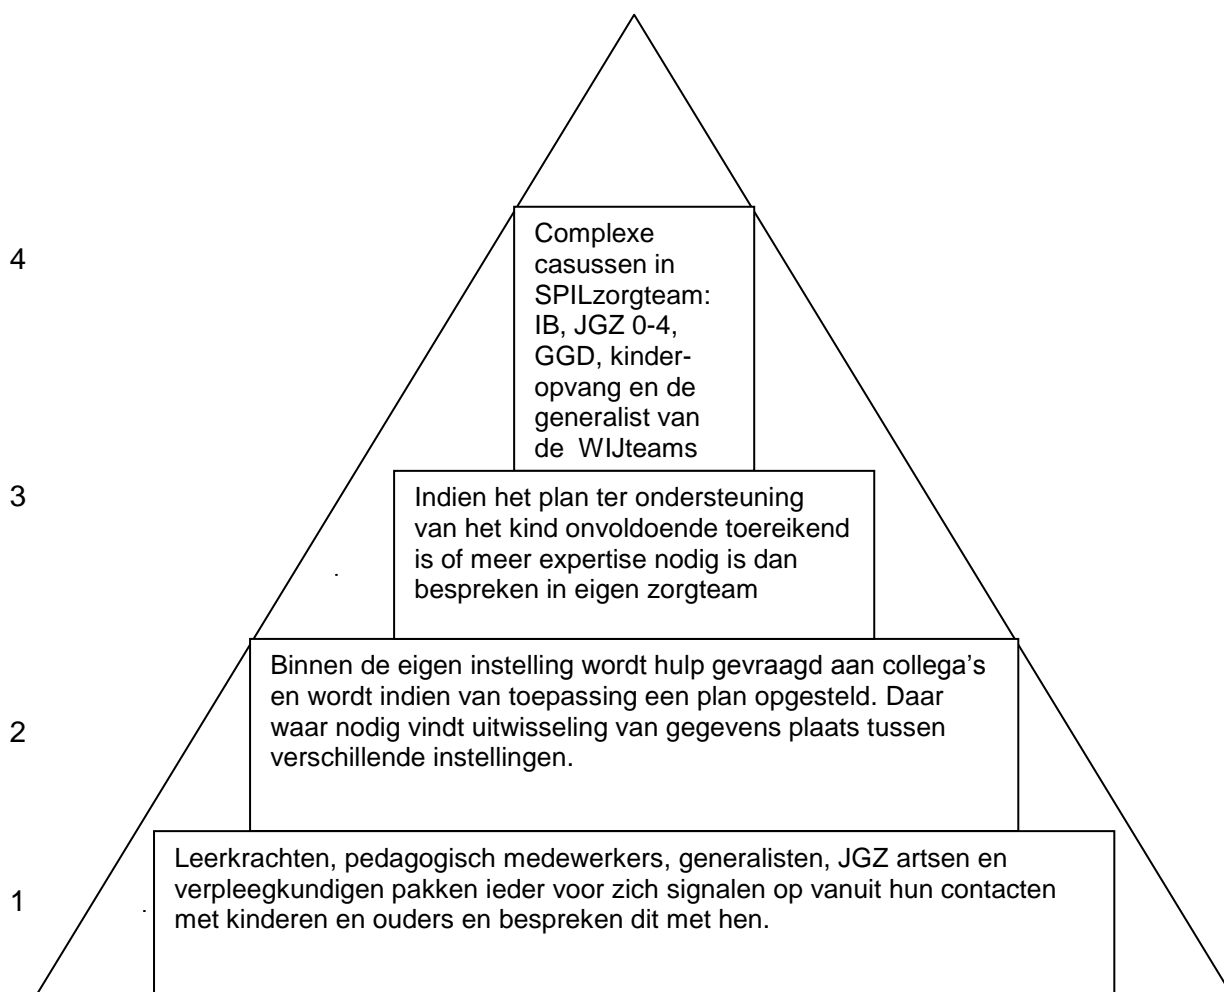 4
Complexe
casussen in
SPILzorgteam:
IB, JGZ 0-4,
GGD, kinder-
opvang en de
generalist van
de WIJteams
3
Indien het plan ter ondersteuning
van het kind onvoldoende toereikend
is of meer expertise nodig is dan
bespreken in eigen zorgteam
2
Binnen de eigen instelling wordt hulp gevraagd aan collega’s
en wordt indien van toepassing een plan opgesteld. Daar
waar nodig vindt uitwisseling van gegevens plaats tussen
verschillende instellingen.
1
Leerkrachten, pedagogisch medewerkers, generalisten, JGZ artsen en
verpleegkundigen pakken ieder voor zich signalen op vanuit hun contacten
met kinderen en ouders en bespreken dit met hen.